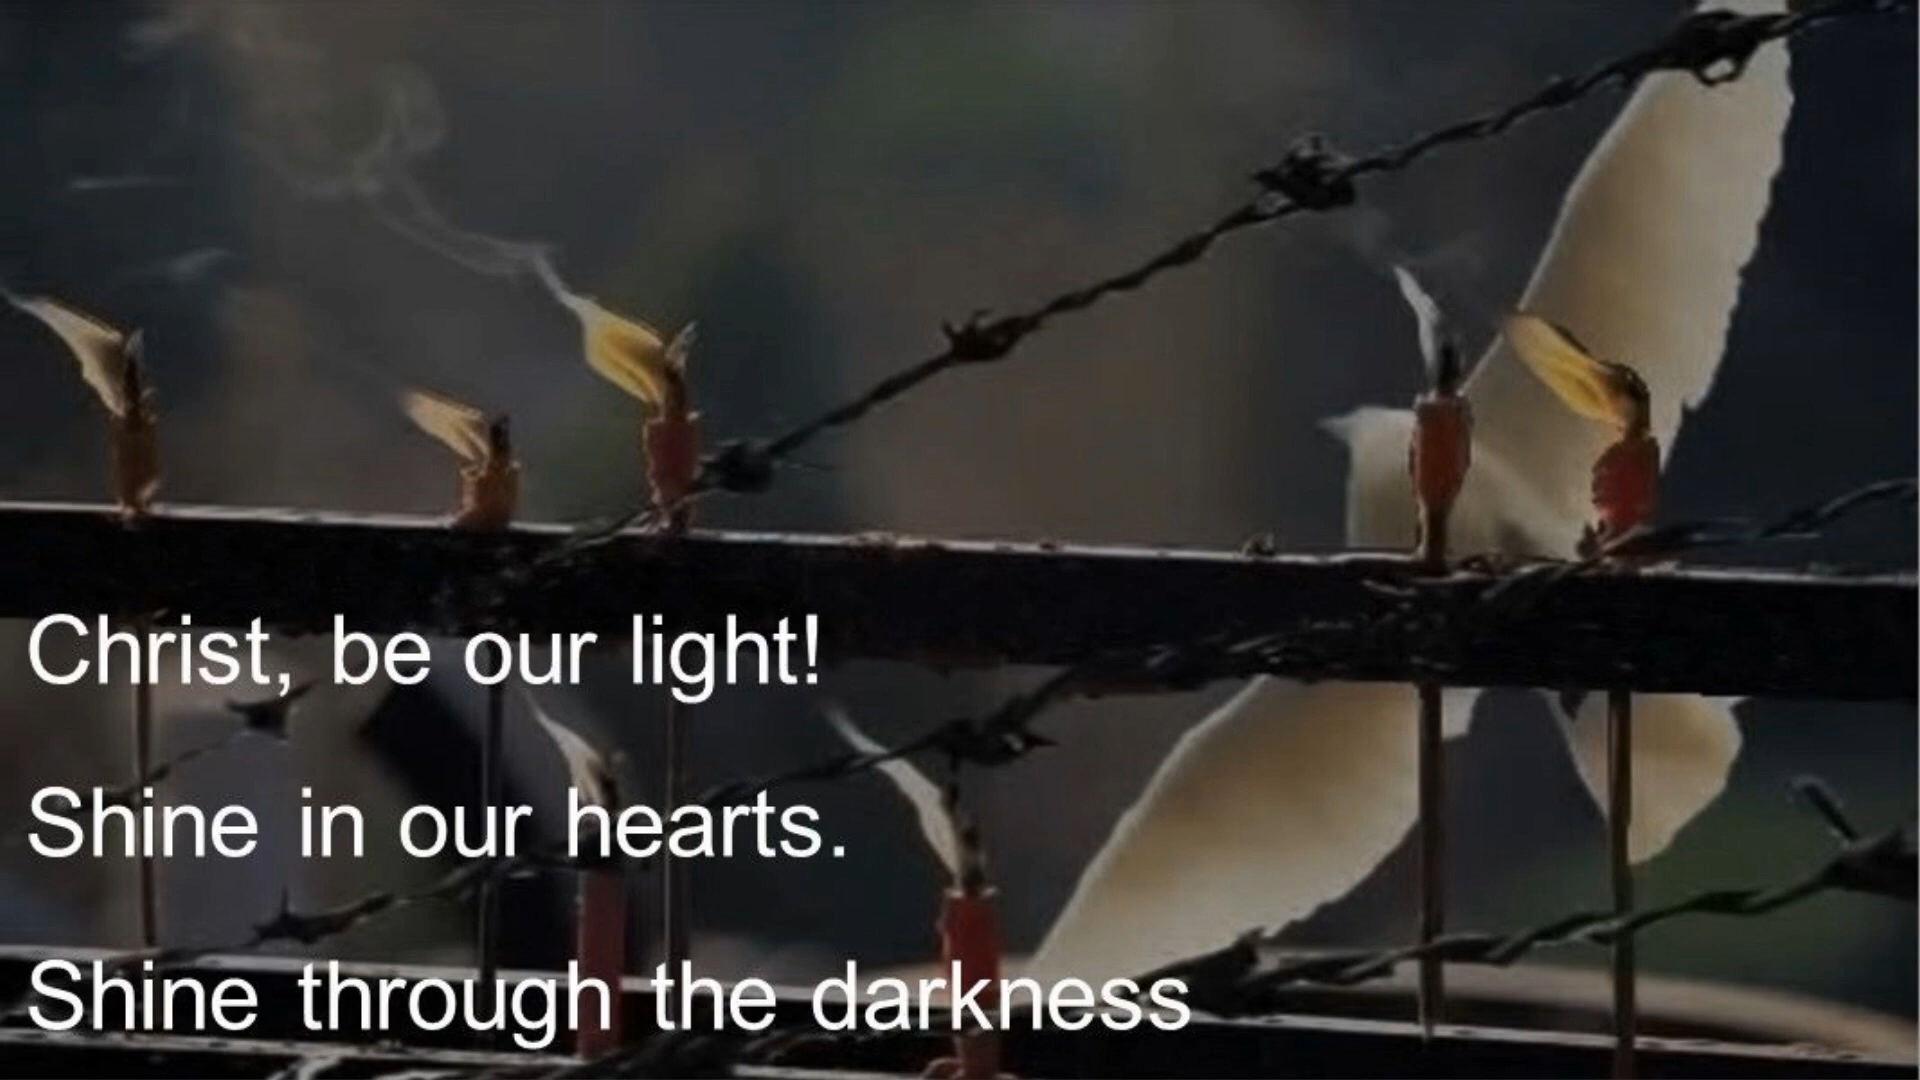 Christ, be our light!
Shine in our hearts.
Shine through the darkness